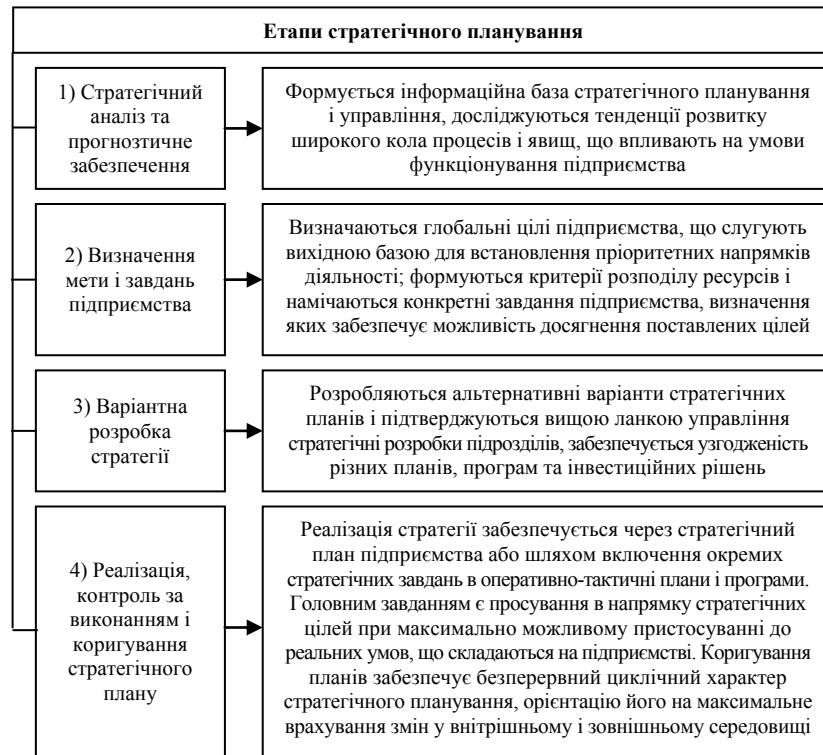 Етапи стратегічного планування
1) Стратегічний
аналіз та
прогнозтичне
забезпечення
Формується інформаційна база стратегічного планування
і управління, досліджуються тенденції розвитку
широкого кола процесів і явищ, що впливають на умови
функціонування підприємства
2) Визначення
мети і завдань
підприємства
Визначаються глобальні цілі підприємства, що слугують
вихідною базою для встановлення пріоритетних напрямків
діяльності; формуються критерії розподілу ресурсів і
намічаються конкретні завдання підприємства, визначення
яких забезпечує можливість досягнення поставлених цілей
3) Варіантна
розробка
стратегії
Розробляються альтернативні варіанти стратегічних
планів і підтверджуються вищою ланкою управління
стратегічні розробки підрозділів, забезпечується узгодженість
різних планів, програм та інвестиційних рішень
4) Реалізація,
контроль за
виконанням і
коригування
стратегічного
плану
Реалізація стратегії забезпечується через стратегічний
план підприємства або шляхом включення окремих
стратегічних завдань в оперативно-тактичні плани і програми.
Головним завданням є просування в напрямку стратегічних
цілей при максимально можливому пристосуванні до
реальних умов, що складаються на підприємстві. Коригування
планів забезпечує безперервний циклічний характер
стратегічного планування, орієнтацію його на максимальне
врахування змін у внітрішньому і зовнішньому середовищі